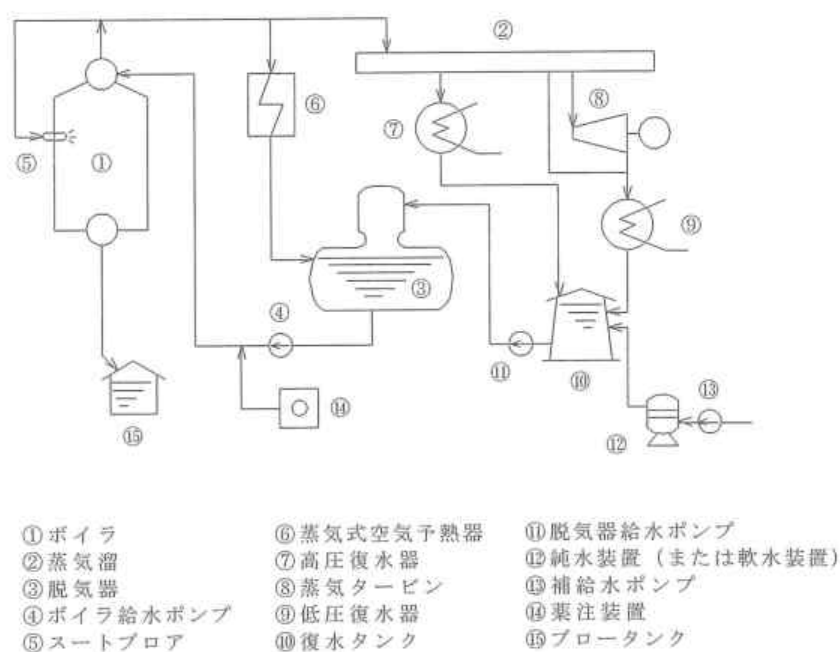 ②
⑥
⑦
⑧
⑤
①
⑨
③
④
⑪
⑩
⑬
⑭
⑮
⑫
①ボイラ
②蒸気溜
③脱気器
④ボイラ給水ポンプ
⑤スートブロア
⑥蒸気式空気予熱器
⑦高圧復水器
⑧蒸気タービン
⑨低圧復水器
⑩復水タンク
⑪脱気器給水ポンプ
⑫純水装置（または軟水装置）
⑬補給水ポンプ
⑭薬注装置
⑮ブロータンク